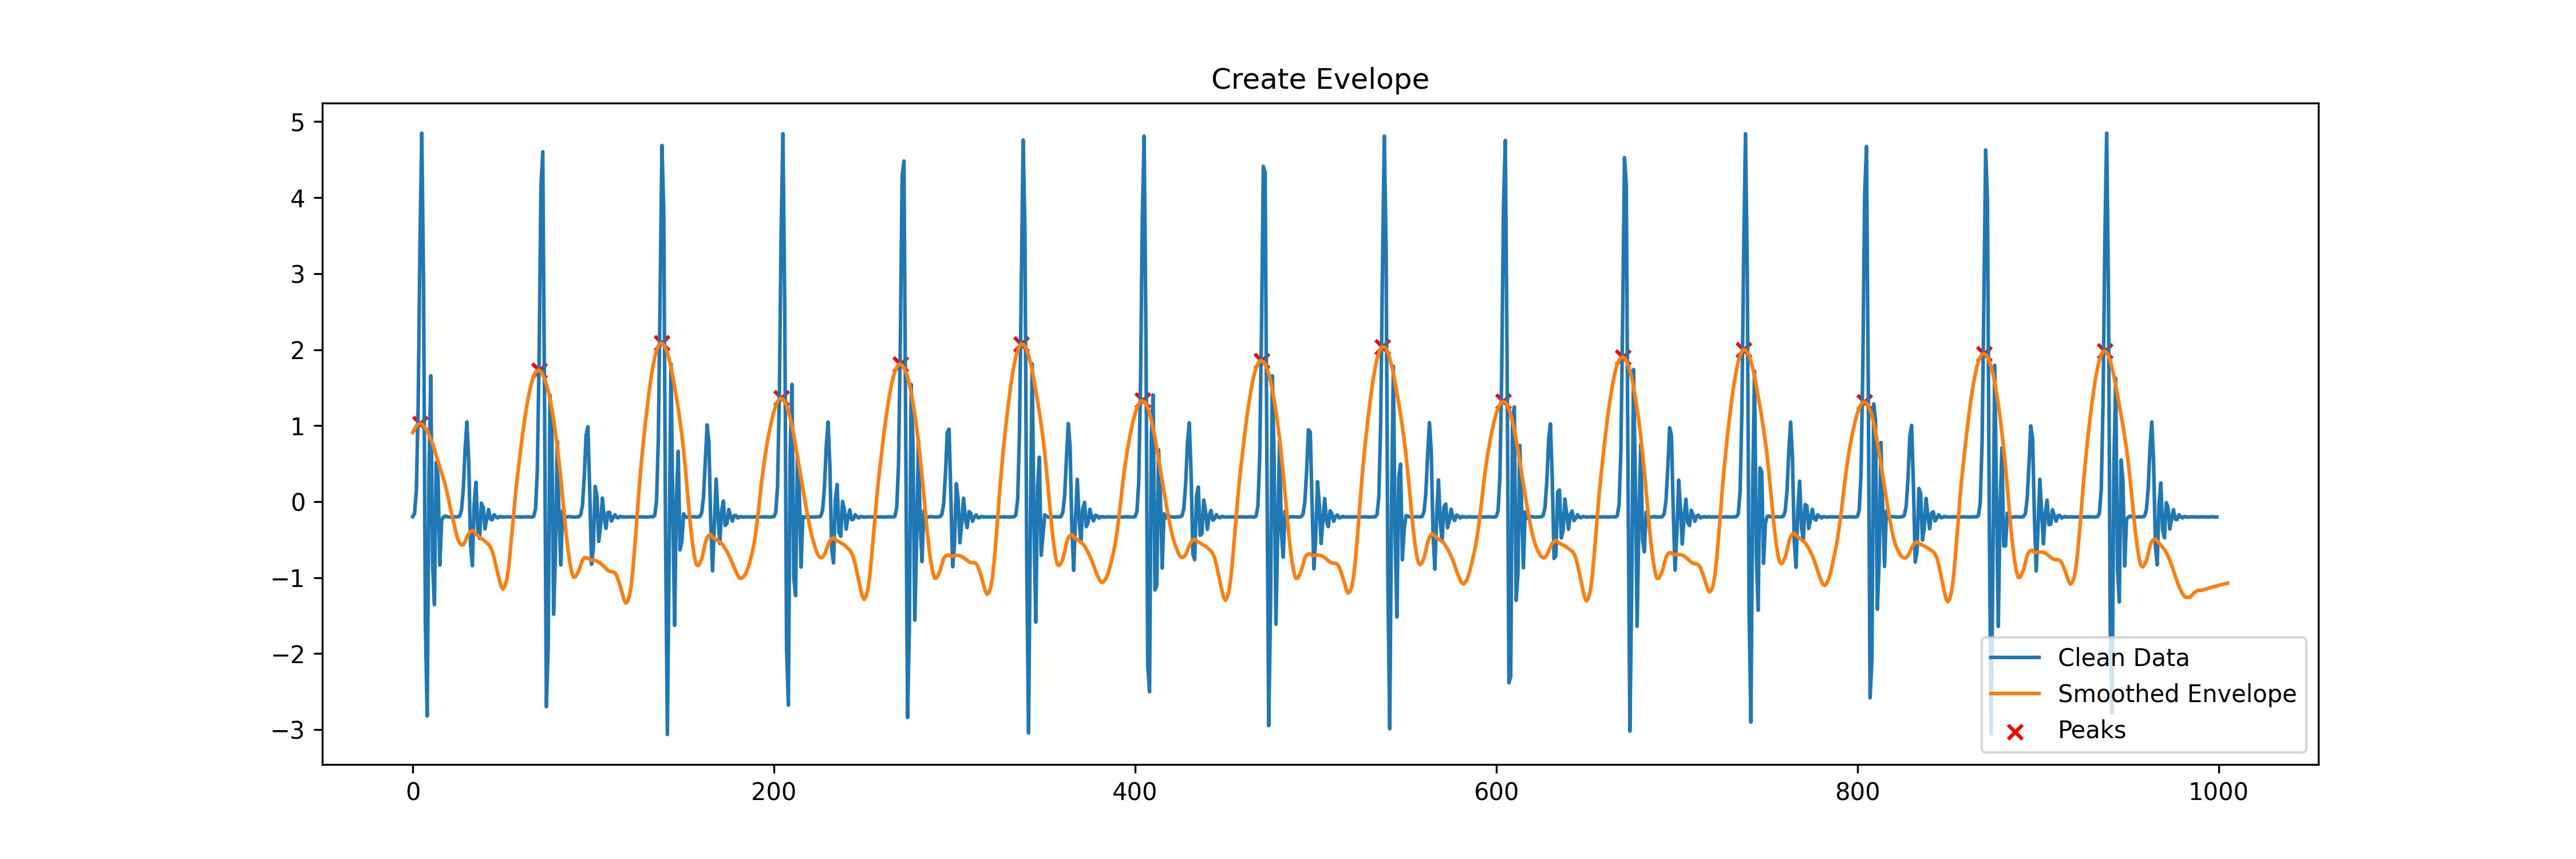 Create Evelope
5
4
3
2
1
0
−1
−2
−3
Clean Data
Smoothed Envelope
Peaks
0 200 400 600 800 1000